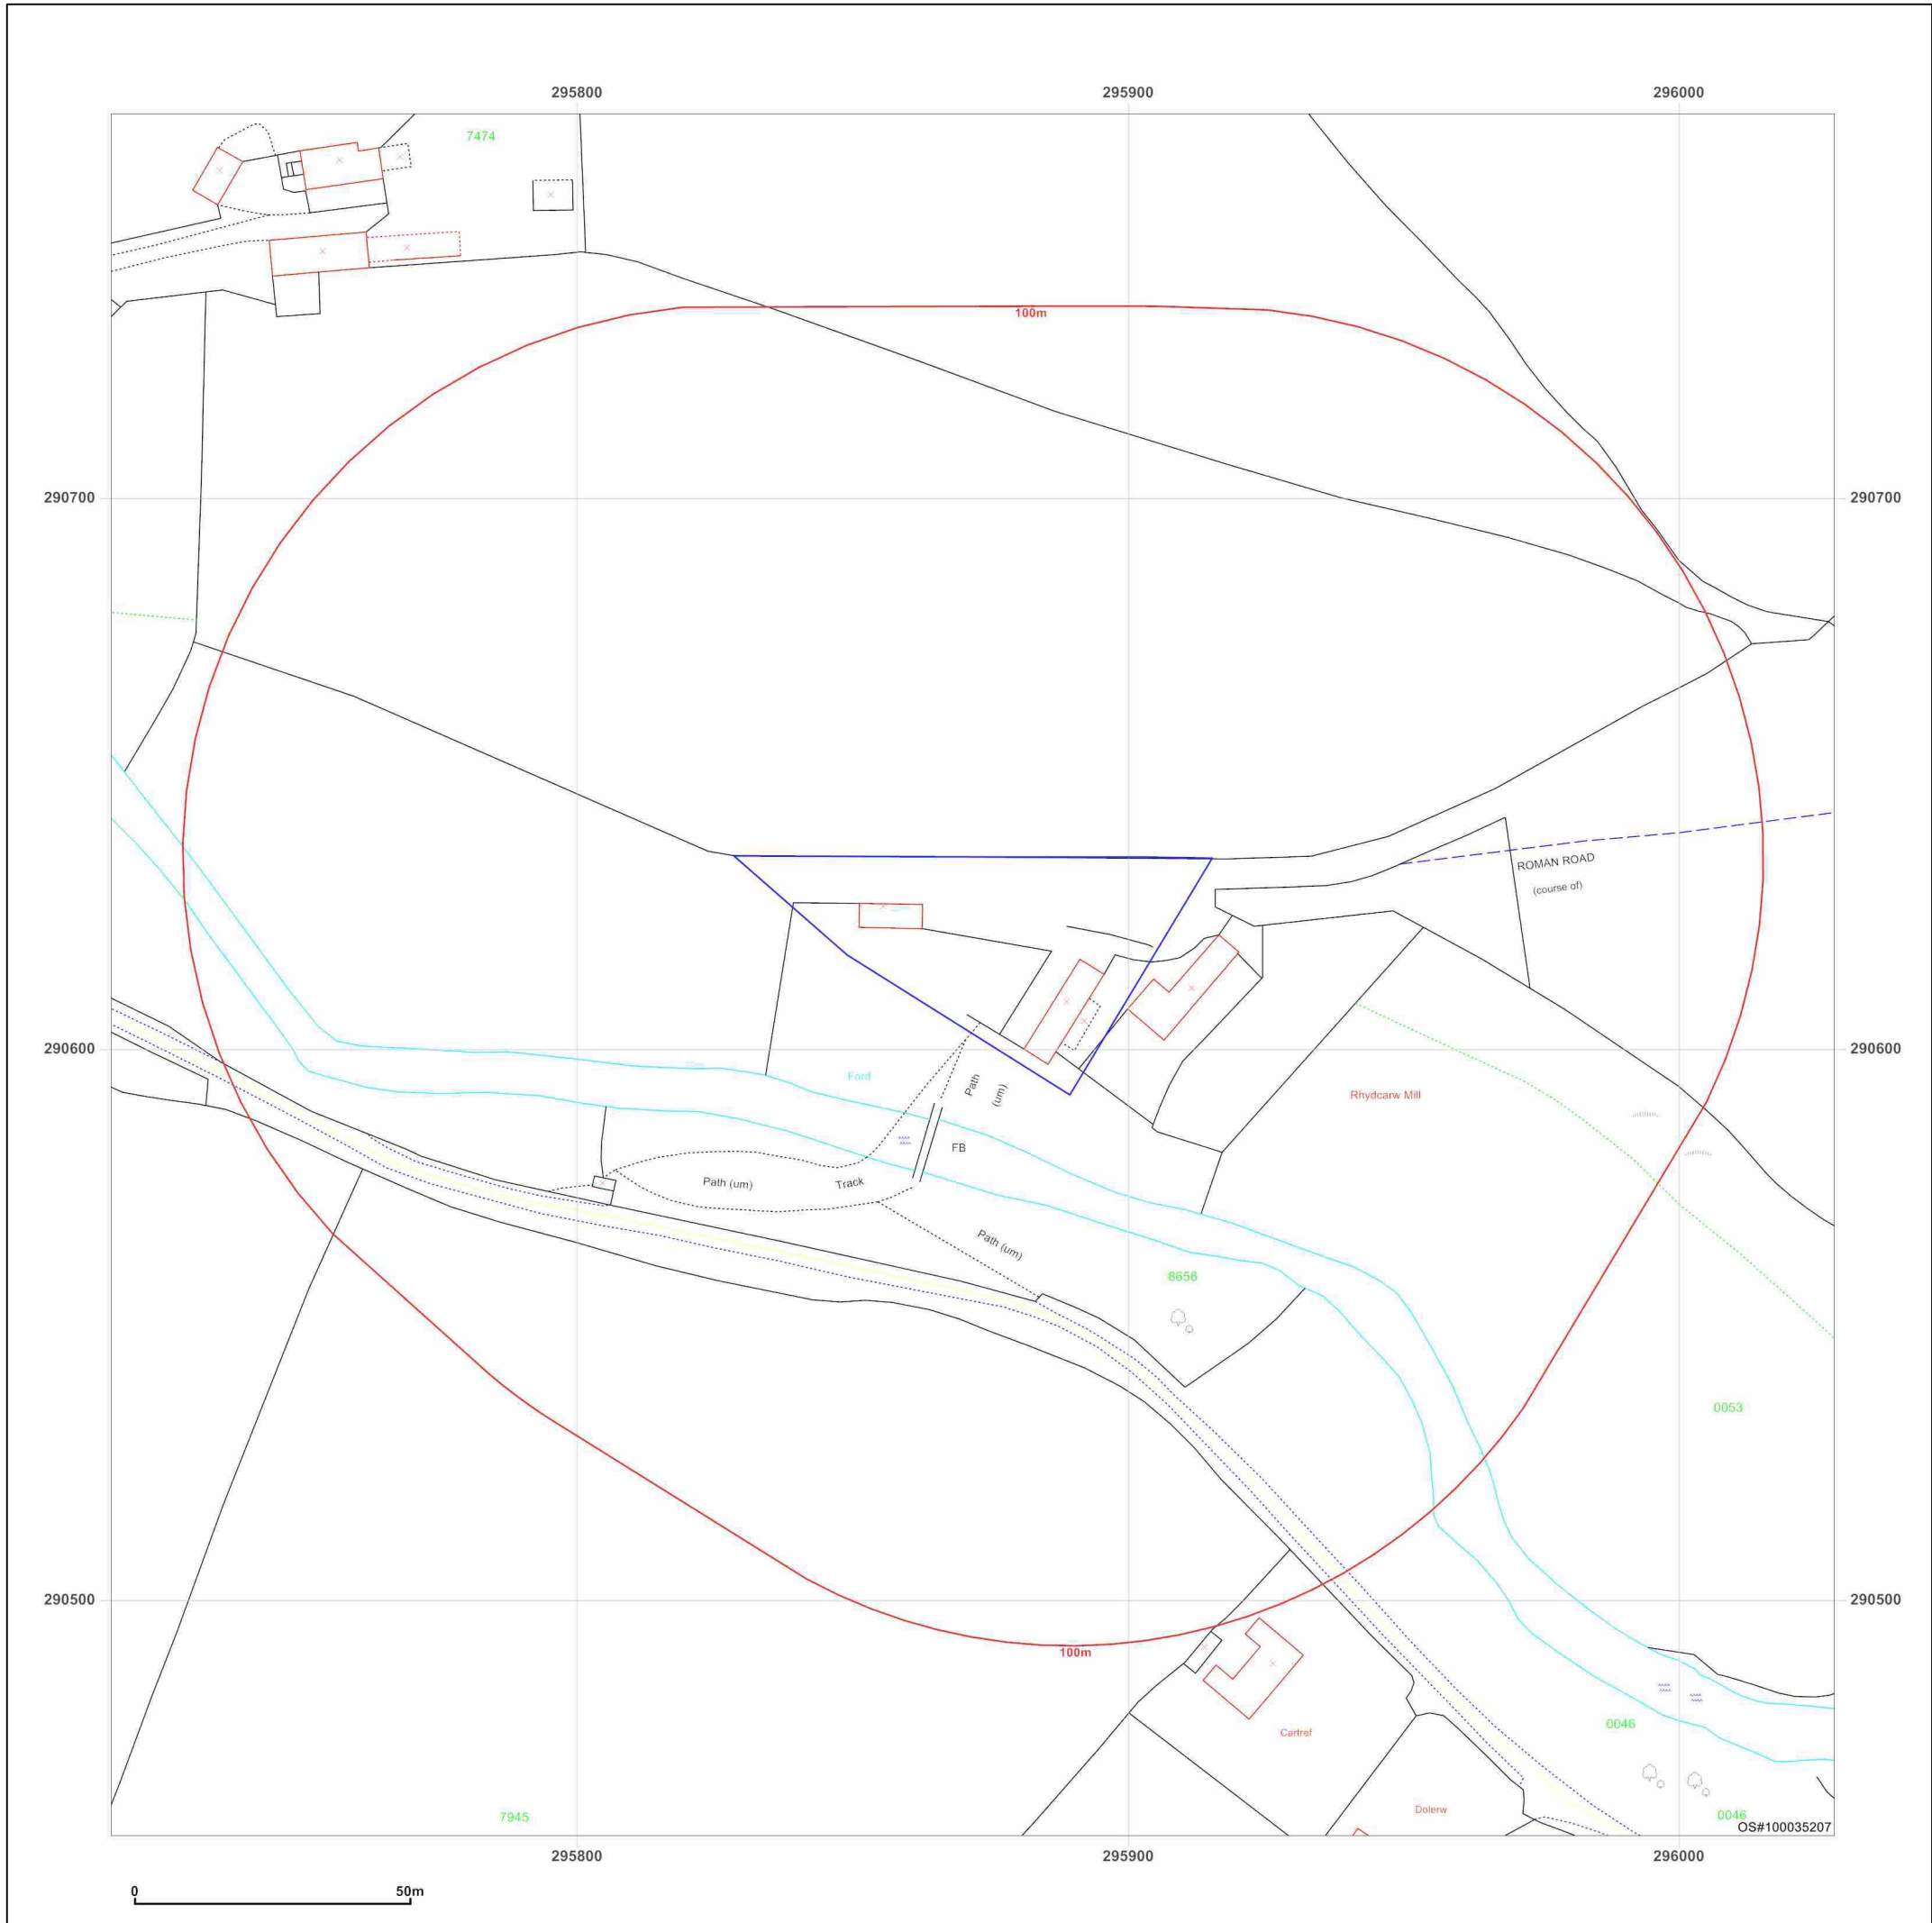 295800 295900 296000
7474
100m
290700 290700
ROMAN ROAD
(course of)
290600 290600
Ford
Path
(um)
Rhydcarw Mill
FB
Path (um)
Track
Path (um)
8656
0053
290500 290500
100m
0046
Cartref
Dolerw
7945
0046
OS#100035207
295800 295900 296000
0 50m